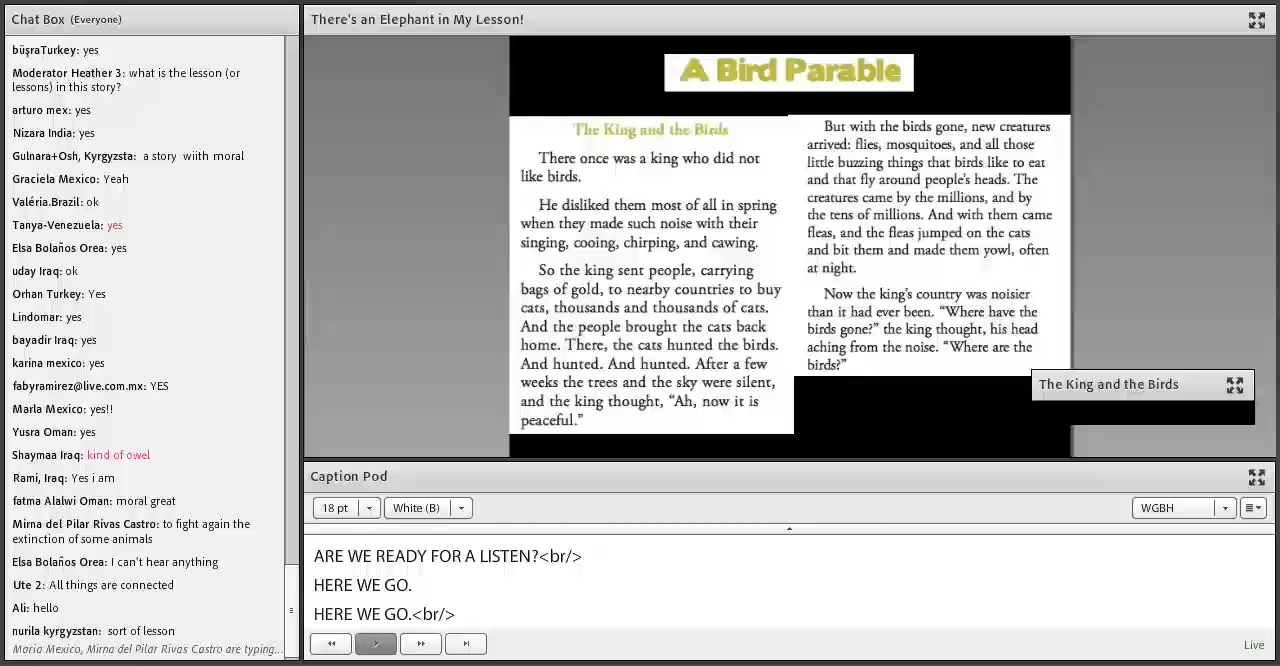 Chat Box (Everyone)
büşraTurkey: yes
Moderator Heather 3: what is the lesson (or
lessons) in this story?
arturo mex: yes
Nizara India: yes
Gulnara+Osh, Kyrgyzsta: a story wiith moral
Graciela Mexico: Yeah
Valéria.Brazil: ok
Tanya-Venezuela: yes
Elsa Bolaños Orea: yes
uday Iraq: ok
Orhan Turkey: Yes
Lindomar: yes
bayadir Iraq: yes
karina mexico: yes
fabyramirez@live.com.mx: YES
Marla Mexico: yes!!
Yusra Oman: yes
Shaymaa Iraq: kind of owel
Rami, Iraq: Yes i am
fatma Alalwi Oman: moral great
Mirna del Pilar Rivas Castro: to fight again the
extinction of some animals
Elsa Bolaños Orea: I can't hear anything
Ute 2: All things are connected
Ali: hello
nurila kyrgyzstan: sort of lesson
Maria Mexico, Mirna del Pilar Rivas Castro are typing...
There's an Elephant in My Lesson!
A Bird Parable
The King and the Birds
There once was a king who did not
like birds.
He disliked them most of all in spring
when they made such noise with their
singing, cooing, chirping, and cawing.
So the king sent people, carrying
bags of gold, to nearby countries to buy
cats, thousands and thousands of cats.
And the people brought the cats back
home. There, the cats hunted the birds.
And hunted. And hunted. After a few
weeks the trees and the sky were silent,
and the king thought, “Ah, now it is
peaceful.”
But with the birds gone, new creatures
arrived: flies, mosquitoes, and all those
little buzzing things that birds like to eat
and that fly around people’s heads. The
creatures came by the millions, and by
the tens of millions. And with them came
fleas, and the fleas jumped on the cats
and bit them and made them yowl, often
at night.
Now the king’s country was noisier
than it had ever been. “Where have the
birds gone?” the king thought, his head
aching from the noise. “Where are the
birds?”
The King and the Birds
Caption Pod
18 pt
White (B)
WGBH
ARE WE READY FOR A LISTEN?<br/>
HERE WE GO.
HERE WE GO.<br/>
Live